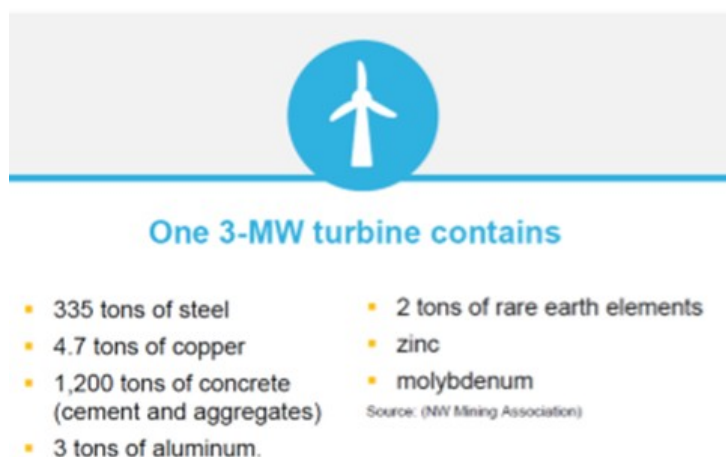 One 3-MW turbine contains
335 tons of steel
4.7 tons of copper
1,200 tons of concrete
(cement and aggregates)
3 tons of aluminum.
2 tons of rare earth elements
zinc
molybdenum
Source: (NW Mining Association)